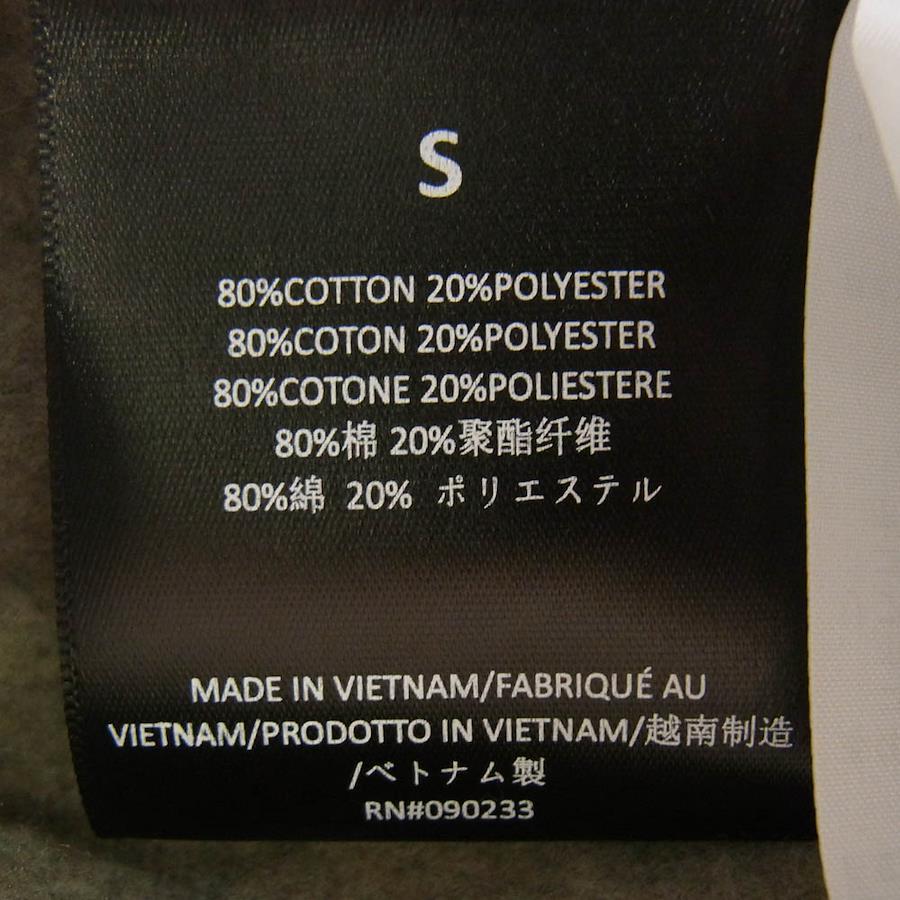 S
80%COTTON 20%POLYESTER
80%COTON 20%POLYESTER
80%COTONE 20%POLIESTERE
80%棉 20%聚酯纤维
80%綿 20% ポリエステル
MADE IN VIETNAM/FABRIQUÉ AU
VIETNAM/PRODOTTO IN VIETNAM/越南制造
/ベトナム製
RN#090233